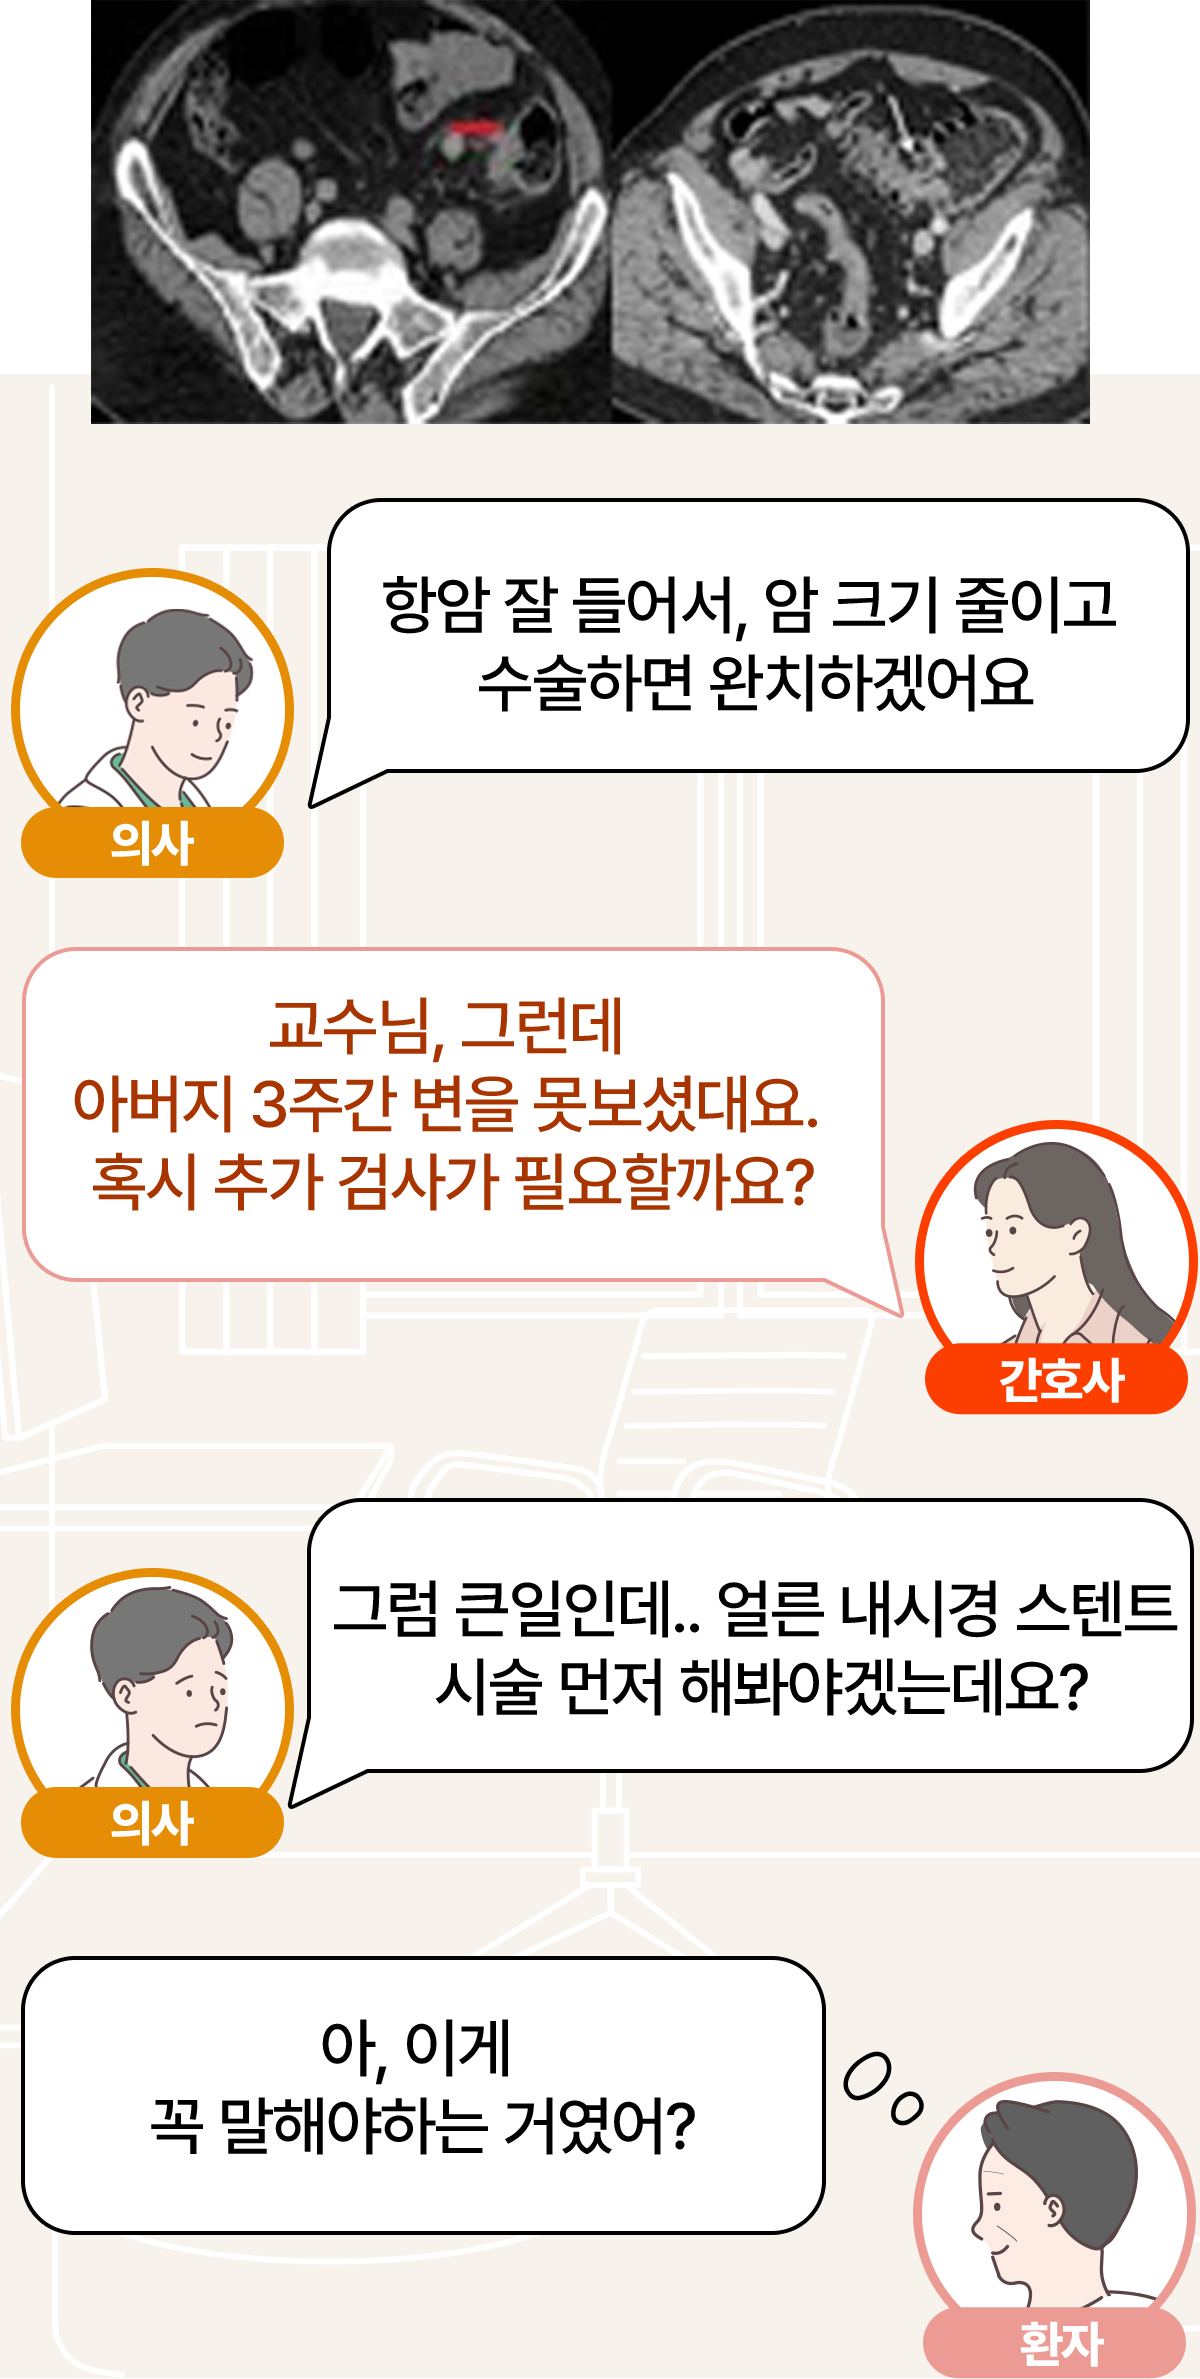 항암 잘 들어서, 암 크기 줄이고
수술하면 완치하겠어요
의사
교수님, 그런데
아버지 3주간 변을 못보셨대요.
혹시 추가 검사가 필요할까요?
간호사
그럼 큰일인데.. 얼른 내시경 스텐트
시술 먼저 해봐야겠는데요?
의사
아, 이게
꼭 말해야하는 거였어?
환자